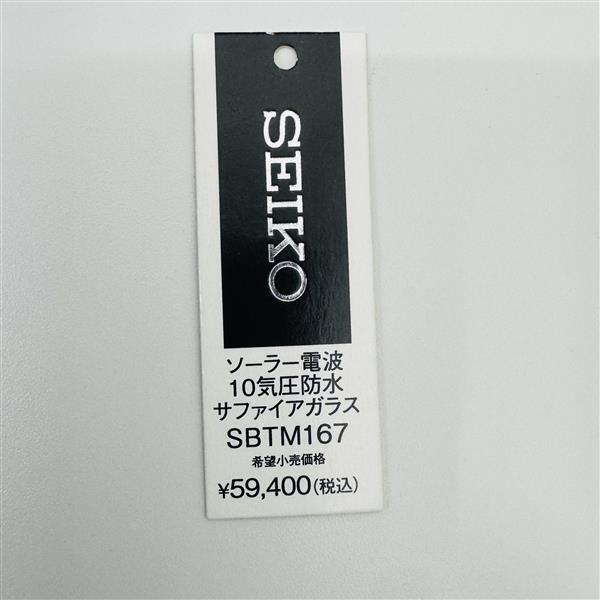 SEIKO
ソーラー電波
10気圧防水
サファイアガラス
SBTM167
希望小売価格
¥59,400(税込)